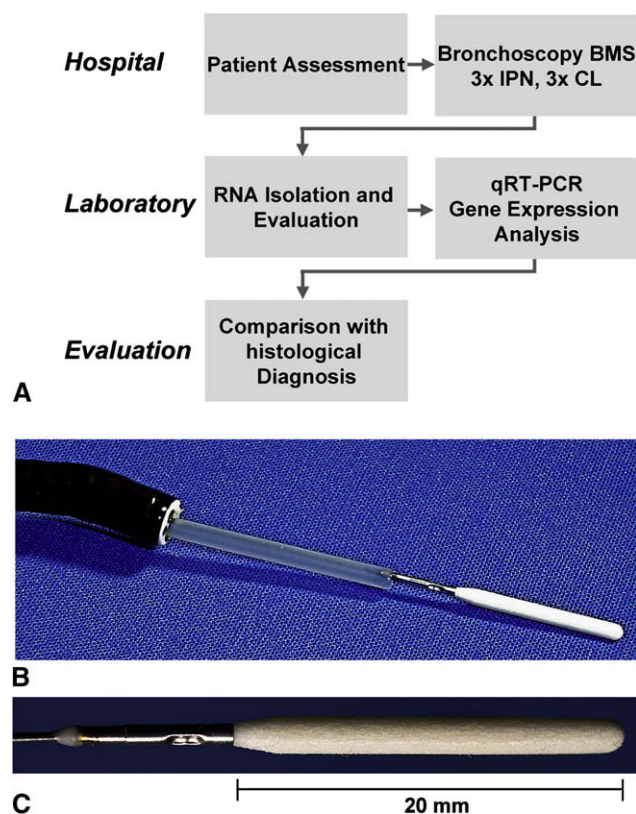 Hospital
Patient Assessment
Bronchoscopy BMS
3x IPN, 3x CL
Laboratory
RNA Isolation and
Evaluation
qRT-PCR
Gene Expression
Analysis
Evaluation
Comparison with
histological
Diagnosis
A
B
C
20 mm